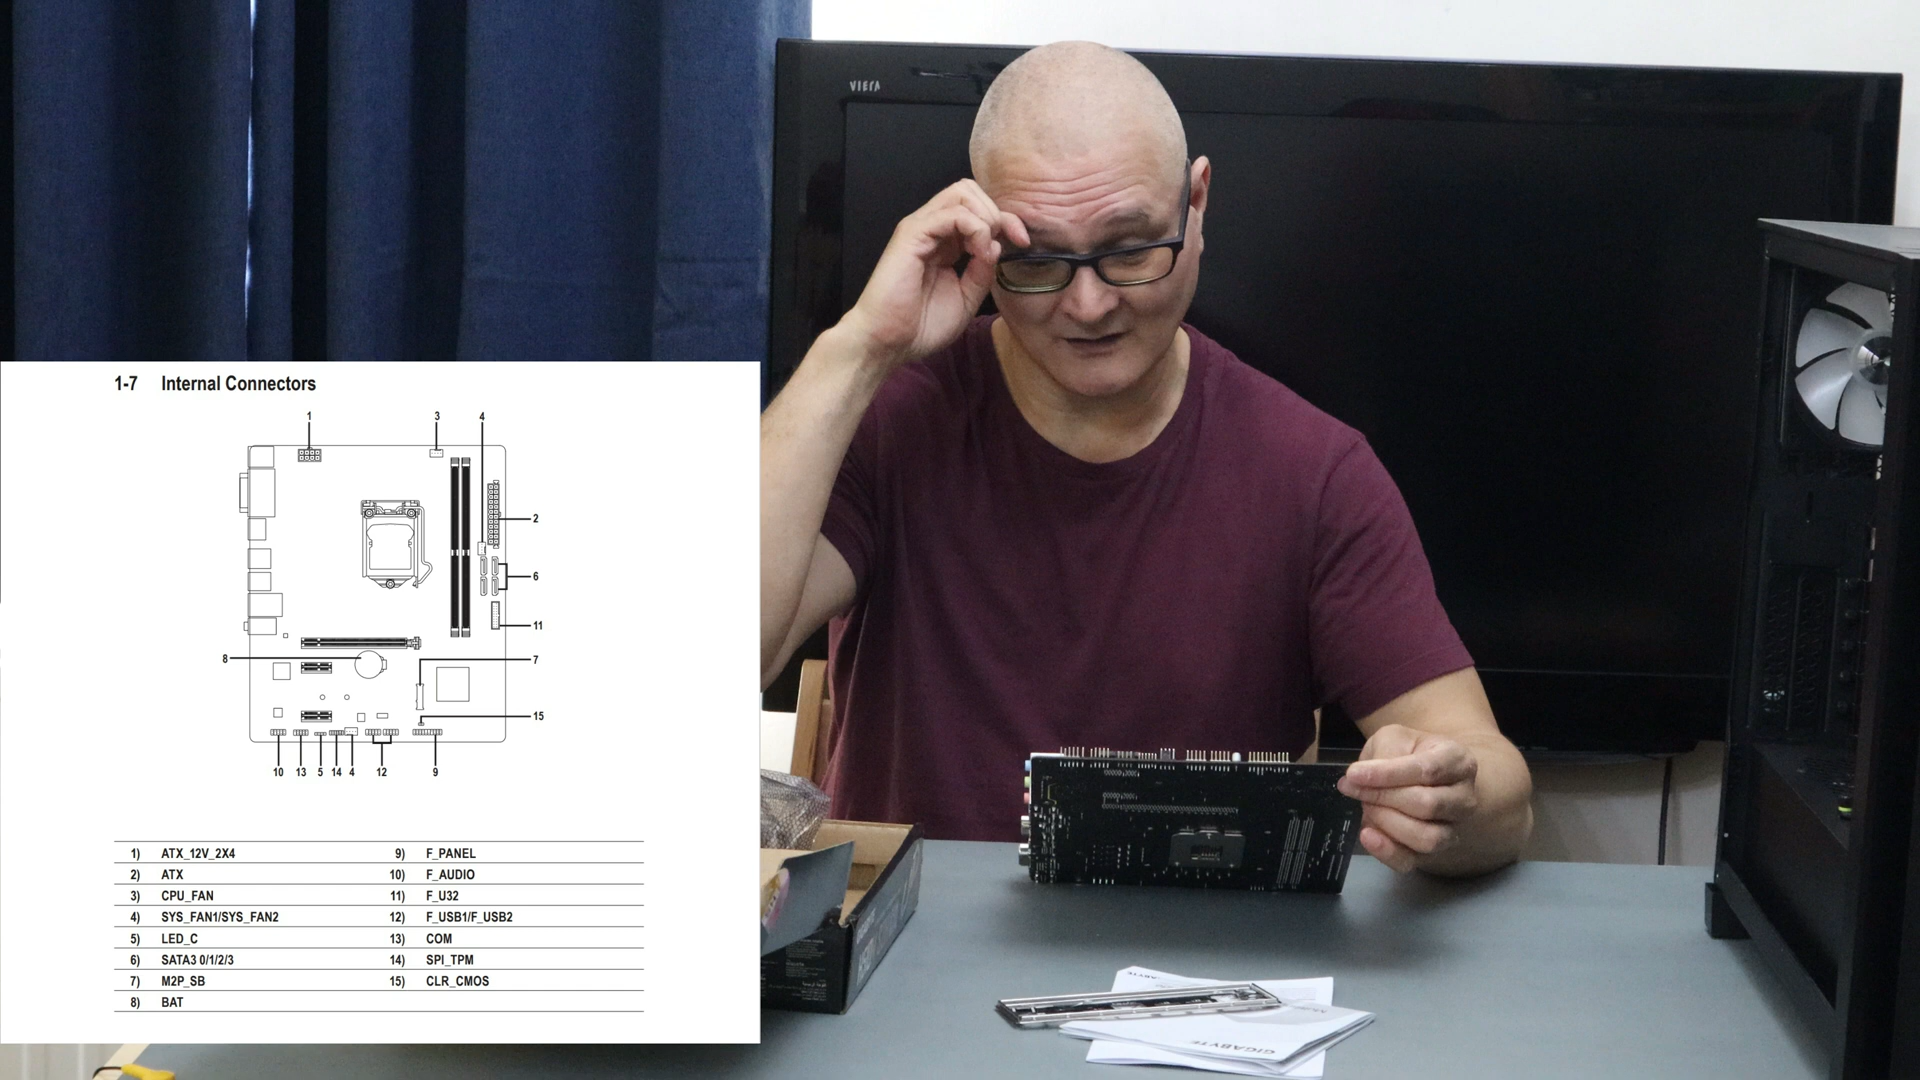 VIERA
1-7 Internal Connectors
1 3 4
2
6
11
8
7
15
10 13 5 14 4 12 9
1) ATX_12V_2X4 9) F_PANEL
2) ATX 10) F_AUDIO
3) CPU_FAN 11) F_U32
4) SYS_FAN1/SYS_FAN2 12) F_USB1/F_USB2
5) LED_C 13) COM
6) SATA3 0/1/2/3 14) SPI_TPM
7) M2P_SB 15) CLR_CMOS
8) BAT
GIGABYTE